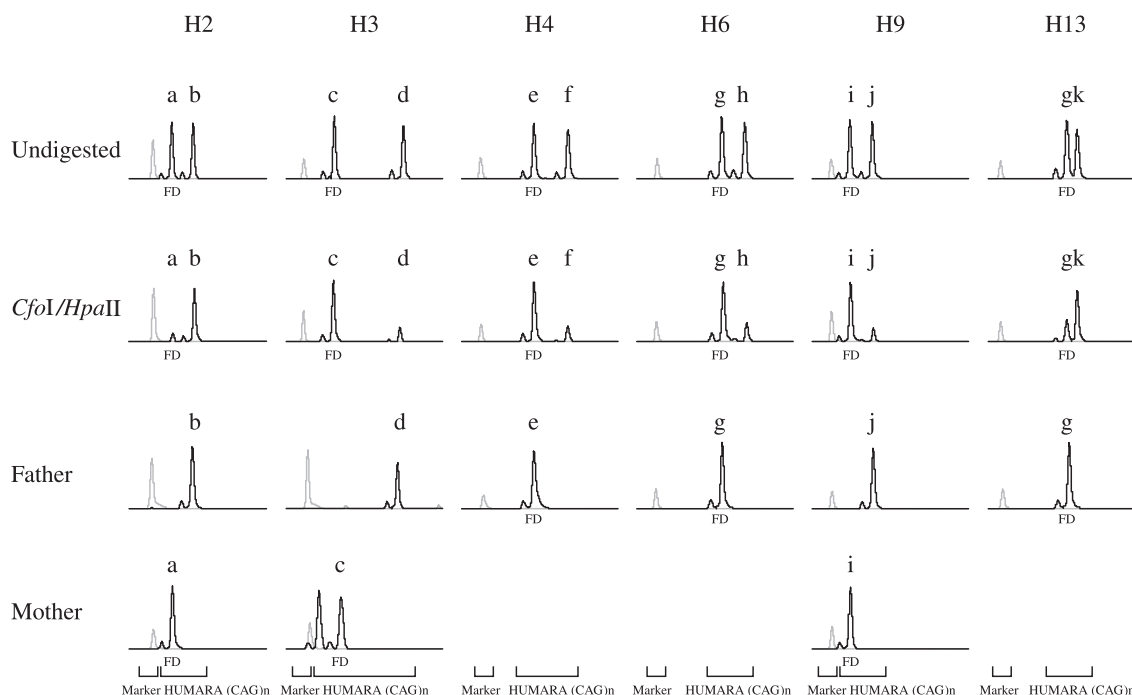 H2 H3 H4 H6 H9 H13
a b c d e f g h i j gk
Undigested
FD FD FD FD FD FD
a b c d e f g h i j gk
CfoI/HpaII
FD FD FD FD FD FD
b d e g j g
Father
FD FD FD
a c i
Mother
FD FD FD
Marker HUMARA (CAG)n Marker HUMARA (CAG)n Marker HUMARA (CAG)n Marker HUMARA (CAG)n Marker HUMARA (CAG)n Marker HUMARA (CAG)n